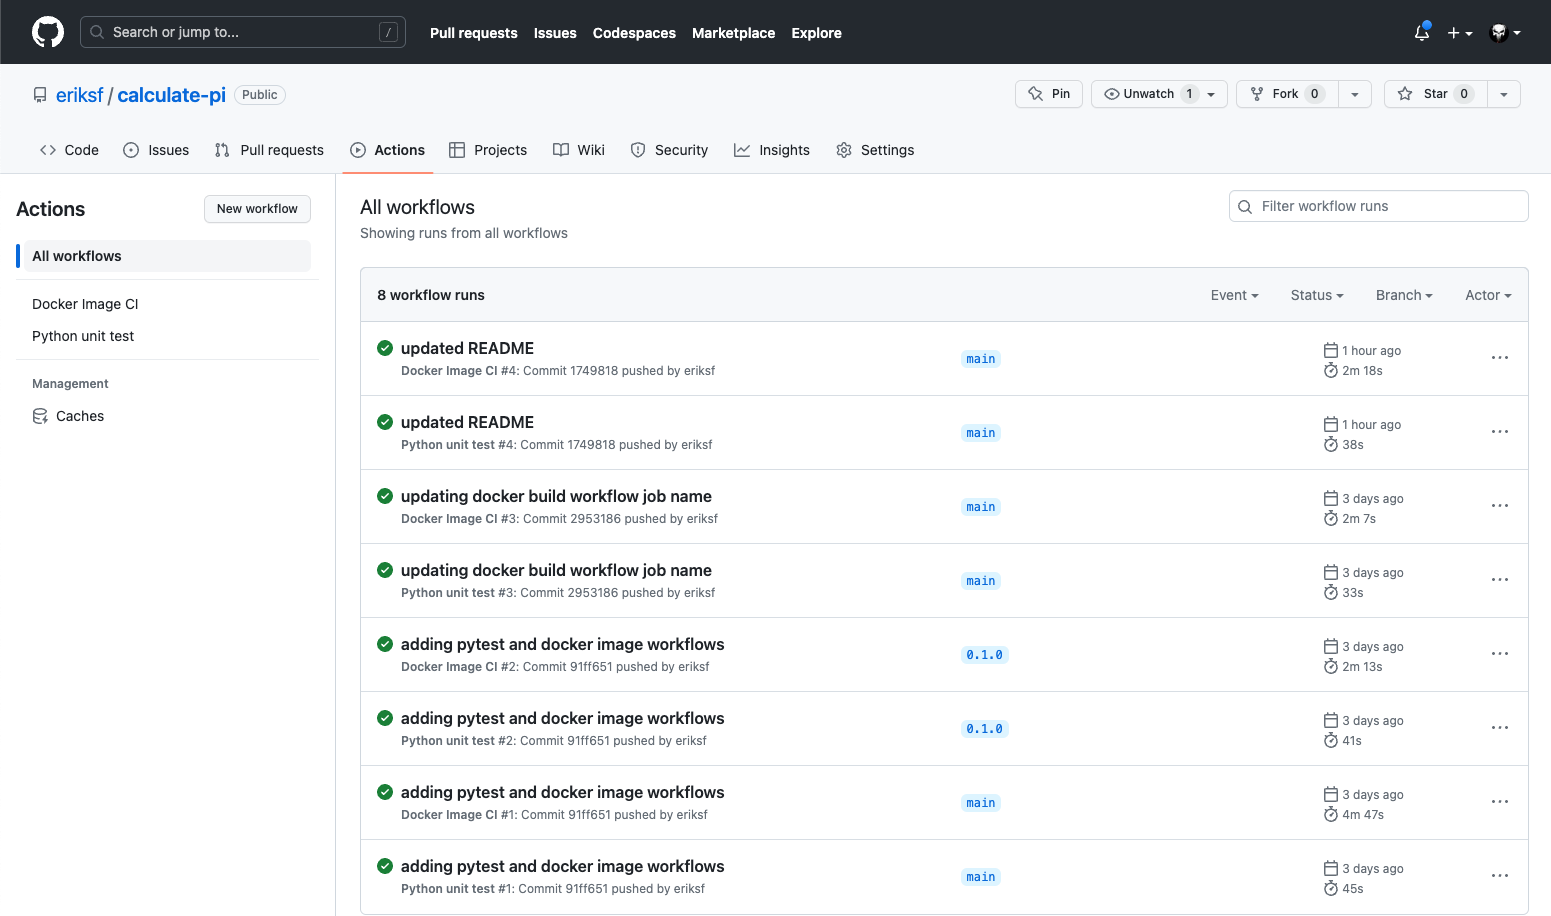 Search or jump to... /
Pull requests Issues Codespaces Marketplace Explore
eriksf / calculate-pi Public
Pin Unwatch 1 Fork 0 Star 0
Code Issues Pull requests Actions Projects Wiki Security Insights Settings
Actions
New workflow
All workflows
Docker Image CI
Python unit test
Management
Caches
All workflows
Showing runs from all workflows
Filter workflow runs
8 workflow runs Event Status Branch Actor
updated README
Docker Image CI #4: Commit 1749818 pushed by eriksf
main
1 hour ago
2m 18s
updated README
Python unit test #4: Commit 1749818 pushed by eriksf
main
1 hour ago
38s
updating docker build workflow job name
Docker Image CI #3: Commit 2953186 pushed by eriksf
main
3 days ago
2m 7s
updating docker build workflow job name
Python unit test #3: Commit 2953186 pushed by eriksf
main
3 days ago
33s
adding pytest and docker image workflows
Docker Image CI #2: Commit 91ff651 pushed by eriksf
0.1.0
3 days ago
2m 13s
adding pytest and docker image workflows
Python unit test #2: Commit 91ff651 pushed by eriksf
0.1.0
3 days ago
41s
adding pytest and docker image workflows
Docker Image CI #1: Commit 91ff651 pushed by eriksf
main
3 days ago
4m 47s
adding pytest and docker image workflows
Python unit test #1: Commit 91ff651 pushed by eriksf
main
3 days ago
45s